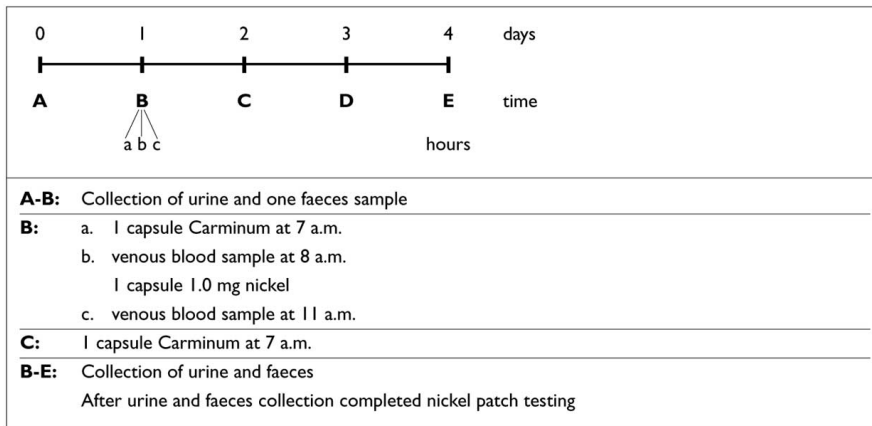 0 1 2 3 4 days
A B C D E time
a b c hours
A-B: Collection of urine and one faeces sample
B: a. 1 capsule Carminum at 7 a.m.
b. venous blood sample at 8 a.m.
1 capsule 1.0 mg nickel
c. venous blood sample at 11 a.m.
C: 1 capsule Carminum at 7 a.m.
B-E: Collection of urine and faeces
After urine and faeces collection completed nickel patch testing